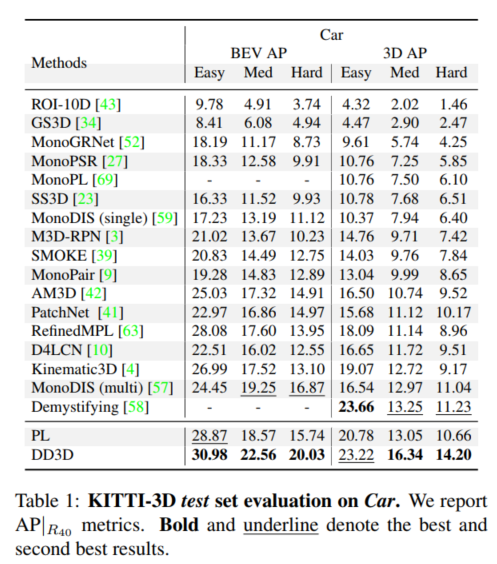 Car
Methods BEV AP 3D AP
Easy Med Hard Easy Med Hard
ROI-10D [43] 9.78 4.91 3.74 4.32 2.02 1.46
GS3D [34] 8.41 6.08 4.94 4.47 2.90 2.47
MonoGRNet [52] 18.19 11.17 8.73 9.61 5.74 4.25
MonoPSR [27] 18.33 12.58 9.91 10.76 7.25 5.85
MonoPL [69] - - - 10.76 7.50 6.10
SS3D [23] 16.33 11.52 9.93 10.78 7.68 6.51
MonoDIS (single) [59] 17.23 13.19 11.12 10.37 7.94 6.40
M3D-RPN [3] 21.02 13.67 10.23 14.76 9.71 7.42
SMOKE [39] 20.83 14.49 12.75 14.03 9.76 7.84
MonoPair [9] 19.28 14.83 12.89 13.04 9.99 8.65
AM3D [42] 25.03 17.32 14.91 16.50 10.74 9.52
PatchNet [41] 22.97 16.86 14.97 15.68 11.12 10.17
RefinedMPL [63] 28.08 17.60 13.95 18.09 11.14 8.96
D4LCN [10] 22.51 16.02 12.55 16.65 11.72 9.51
Kinematic3D [4] 26.99 17.52 13.10 19.07 12.72 9.17
MonoDIS (multi) [57] 24.45 19.25 16.87 16.54 12.97 11.04
Demystifying [58] - - - 23.66 13.25 11.23
PL 28.87 18.57 15.74 20.78 13.05 10.66
DD3D 30.98 22.56 20.03 23.22 16.34 14.20
Table 1: KITTI-3D test set evaluation on Car. We report
AP|R40 metrics. Bold and underline denote the best and
second best results.